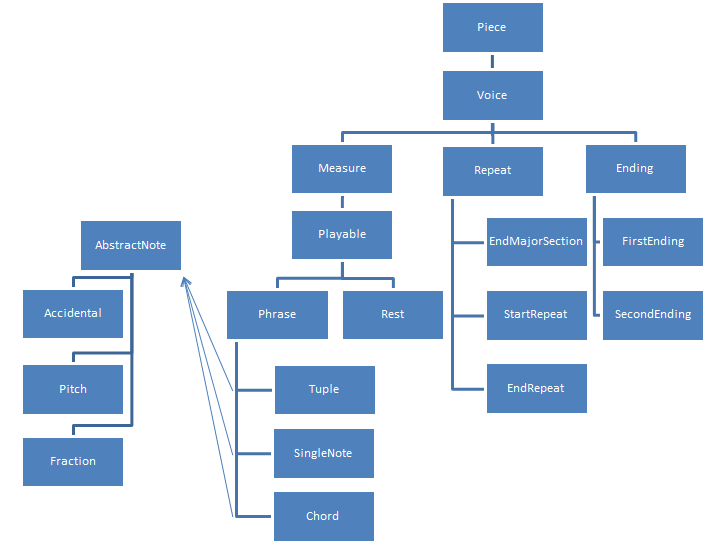 Piece
Voice
Measure
Repeat
Ending
Playable
AbstractNote
EndMajorSection
FirstEnding
Accidental
Phrase
Rest
StartRepeat
SecondEnding
Pitch
Tuple
EndRepeat
Fraction
SingleNote
Chord